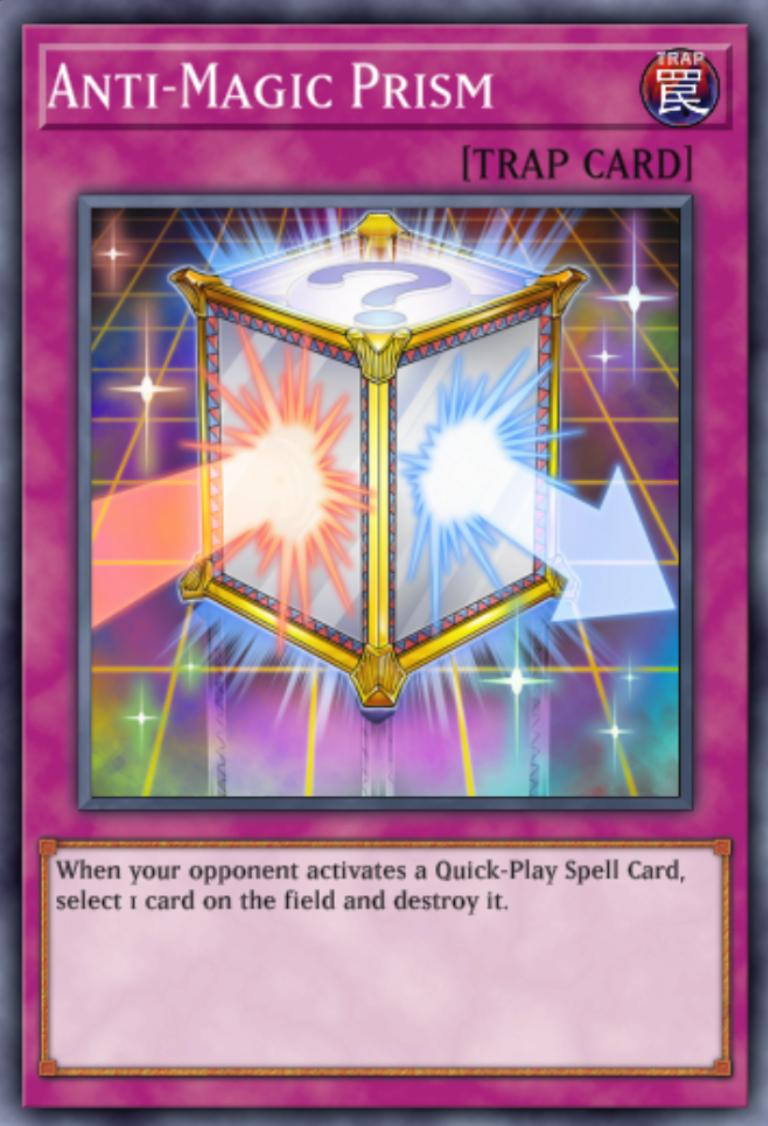 Anti-Magic Prism
TRAP
罠
[TRAP CARD]
?
When your opponent activates a Quick-Play Spell Card,
select 1 card on the field and destroy it.